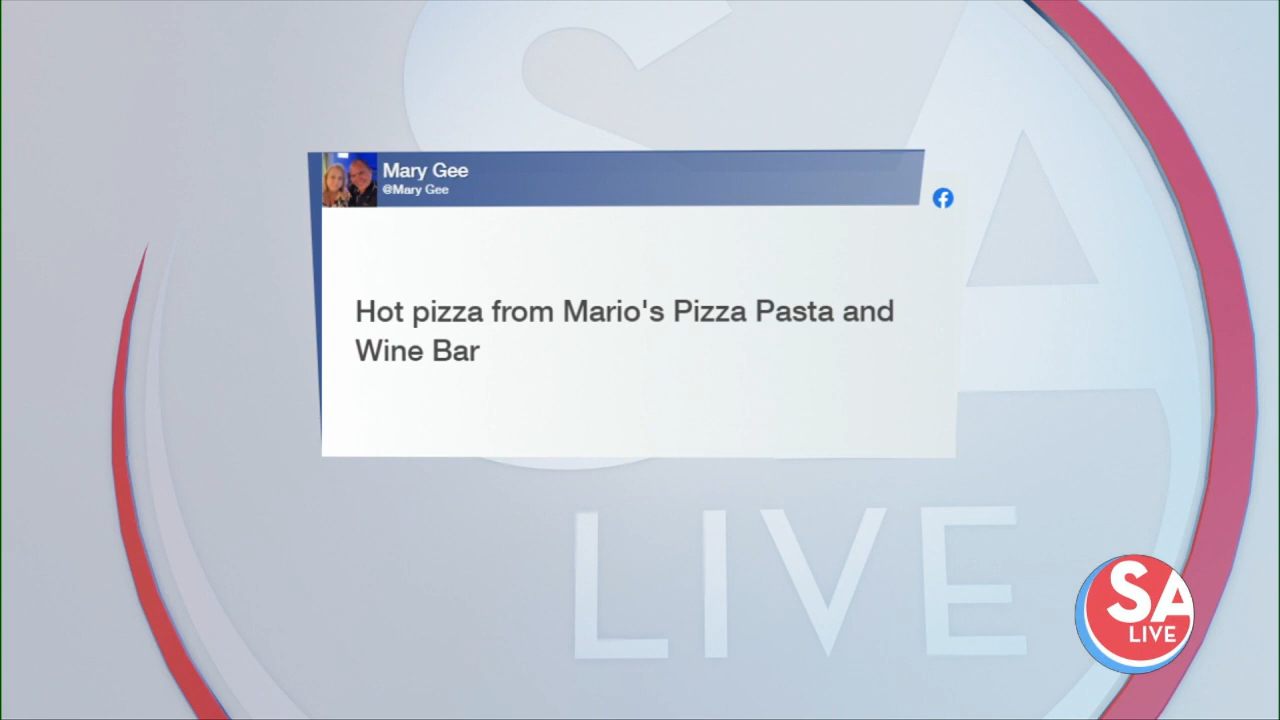 Mary Gee
@Mary Gee
Hot pizza from Mario's Pizza Pasta and
Wine Bar
SA
LIVE
SA
LIVE